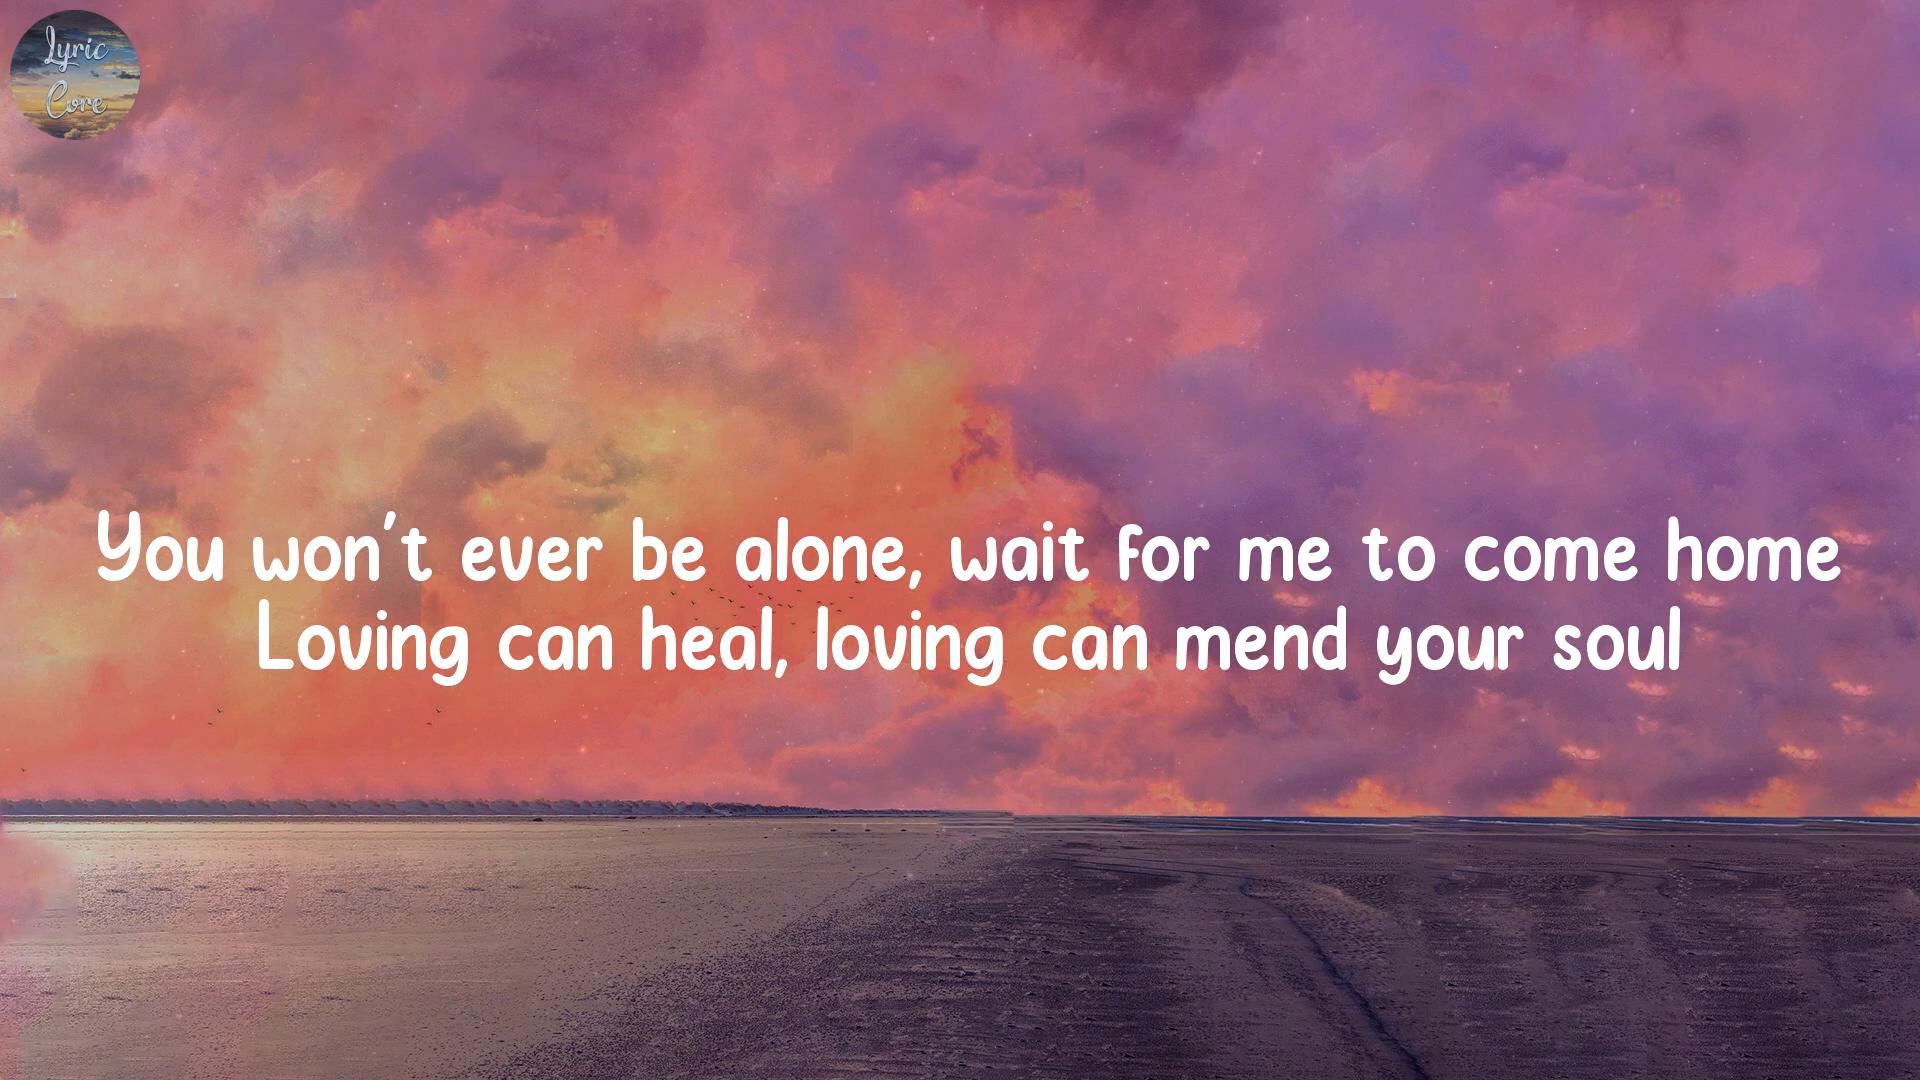 Lyric
Core
You won't ever be alone, wait for me to come home
Loving can heal, loving can mend your soul